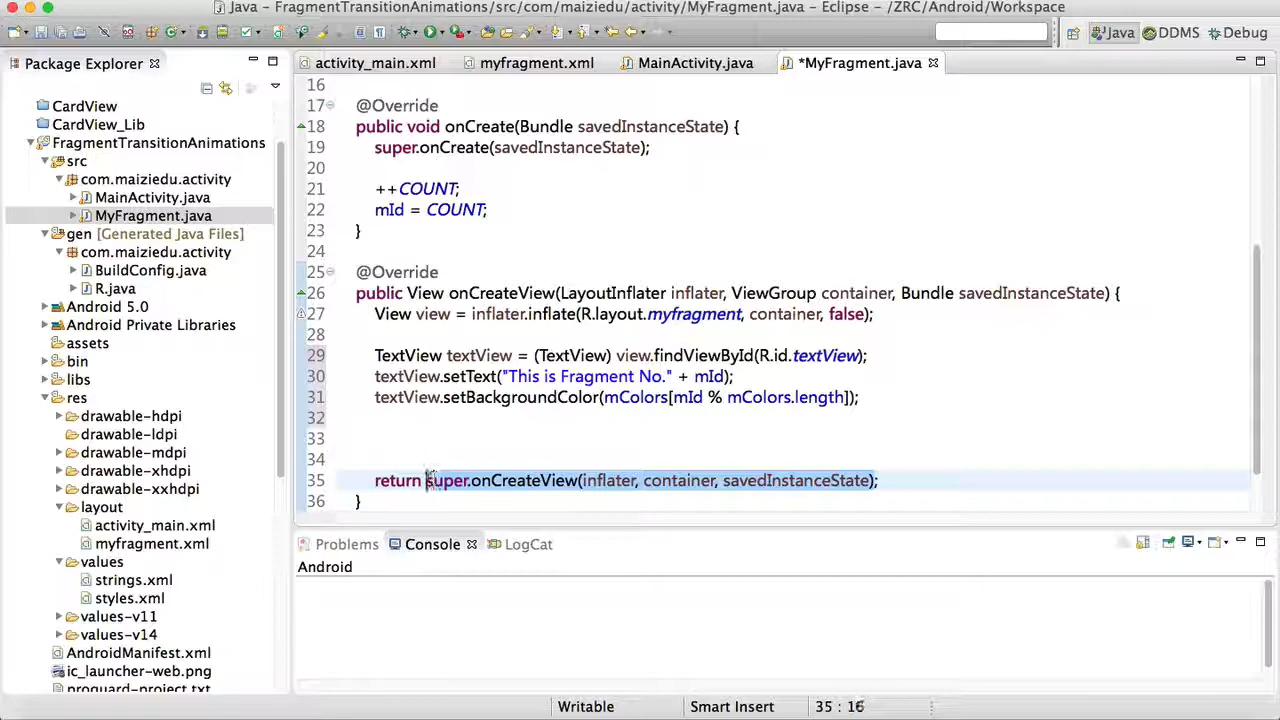 Java - FragmentTransitionAnimations/src/com/maiziedu/activity/MyFragment.java - Eclipse - /ZRC/Android/Workspace
Java DDMS Debug
Package Explorer
activity_main.xml myfragment.xml MainActivity.java *MyFragment.java
CardView
CardView_Lib
FragmentTransitionAnimations
src
com.maiziedu.activity
MainActivity.java
MyFragment.java
gen [Generated Java Files]
com.maiziedu.activity
BuildConfig.java
R.java
Android 5.0
Android Private Libraries
assets
bin
libs
res
drawable-hdpi
drawable-ldpi
drawable-mdpi
drawable-xhdpi
drawable-xxhdpi
layout
activity_main.xml
myfragment.xml
values
strings.xml
styles.xml
values-v11
values-v14
AndroidManifest.xml
ic_launcher-web.png
proguard-project.txt
16
17 @Override
18 public void onCreate(Bundle savedInstanceState) {
19 super.onCreate(savedInstanceState);
20
21 ++COUNT;
22 mId = COUNT;
23 }
24
25 @Override
26 public View onCreateView(LayoutInflater inflater, ViewGroup container, Bundle savedInstanceState) {
27 View view = inflater.inflate(R.layout.myfragment, container, false);
28
29 TextView textView = (TextView) view.findViewById(R.id.textView);
30 textView.setText("This is Fragment No." + mId);
31 textView.setBackgroundColor(mColors[mId % mColors.length]);
32
33
34
35 return super.onCreateView(inflater, container, savedInstanceState);
36 }
Problems Console LogCat
Android
Writable Smart Insert 35 : 16